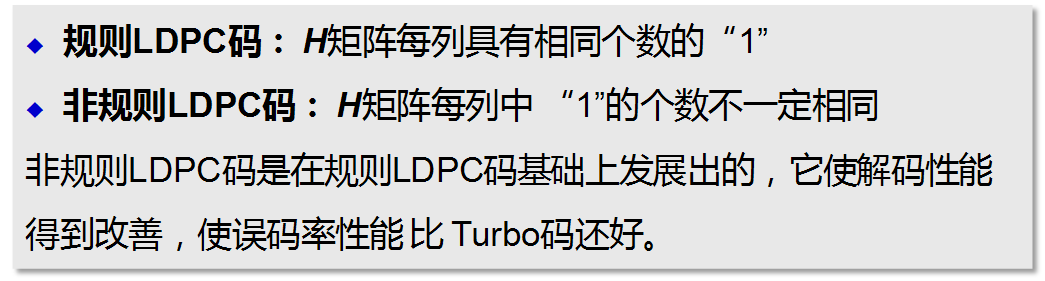 ◆ 规则LDPC码： H矩阵每列具有相同个数的“1”
◆ 非规则LDPC码： H矩阵每列中 “1”的个数不一定相同
非规则LDPC码是在规则LDPC码基础上发展出的，它使解码性能
得到改善，使误码率性能比 Turbo码还好。